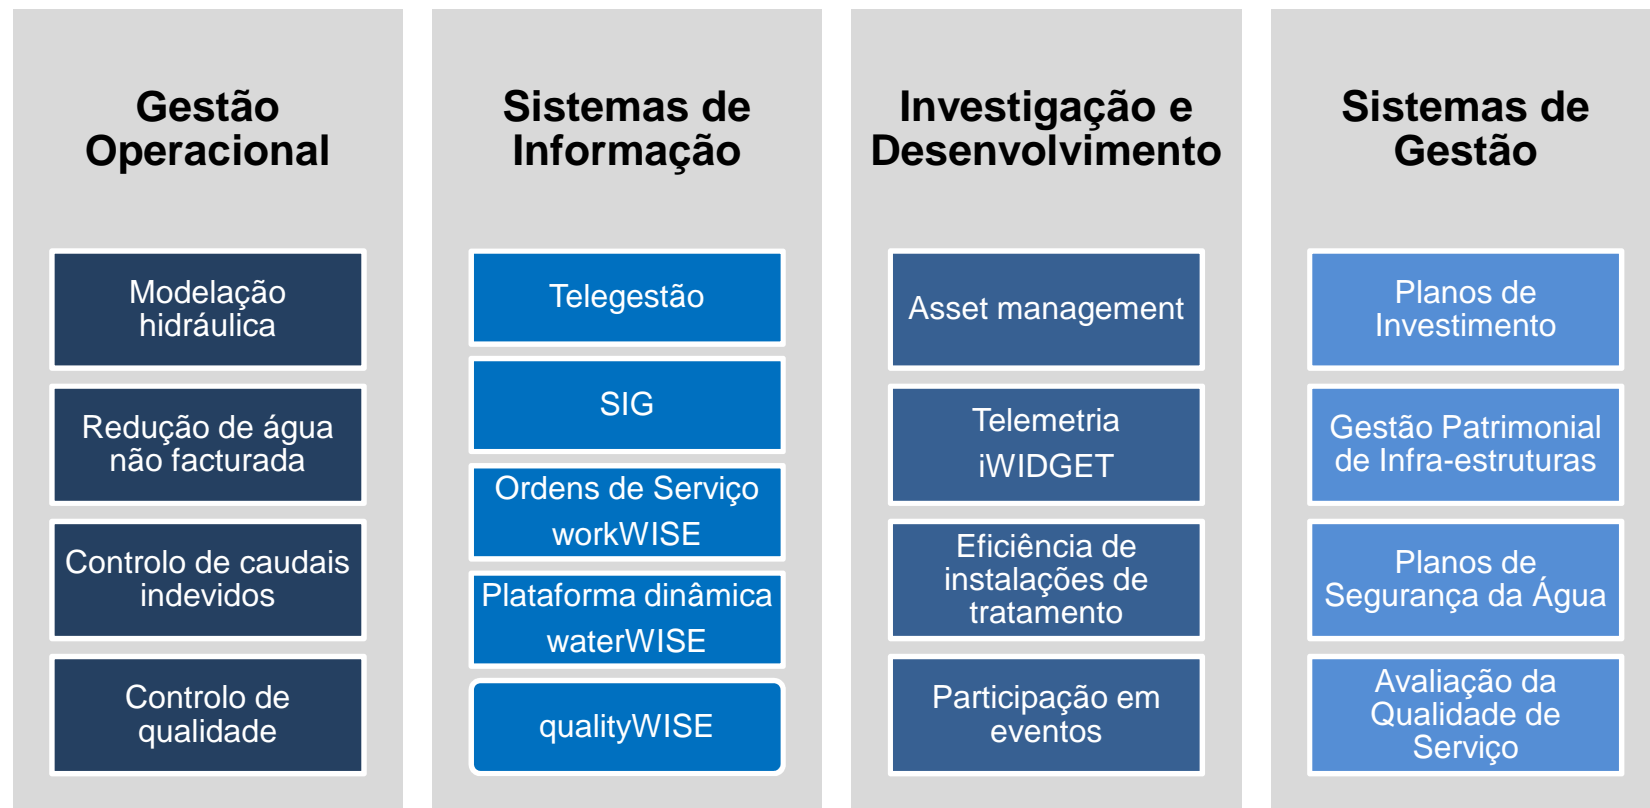 Gestão
Operacional
Modelação
hidráulica
Redução de água
não facturada
Controlo de caudais
indevidos
Controlo de
qualidade
Sistemas de
Informação
Telegestão
SIG
Ordens de Serviço
workWISE
Plataforma dinâmica
waterWISE
qualityWISE
Investigação e
Desenvolvimento
Asset management
Telemetria
iWIDGET
Eficiência de
instalações de
tratamento
Participação em
eventos
Sistemas de
Gestão
Planos de
Investimento
Gestão Patrimonial
de Infra-estruturas
Planos de
Segurança da Água
Avaliação da
Qualidade de
Serviço